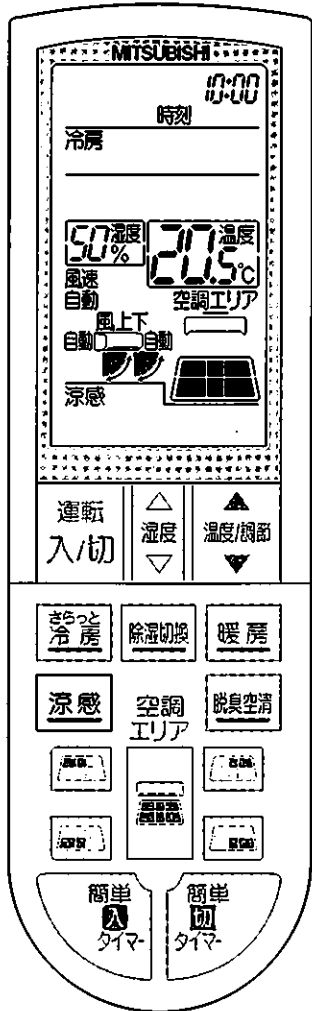 MITSUBISHI
10:00
時刻
冷房
50% 湿度
20.5℃ 温度
風速
自動
空調エリア
風上下
自動 自動
涼感
運転
入/切
△
湿度
▽
▲
温度/調節
▼
さらっと
冷房
除湿切換
暖房
涼感
空調
エリア
脱臭空清
簡単
入
タイマー
簡単
切
タイマー